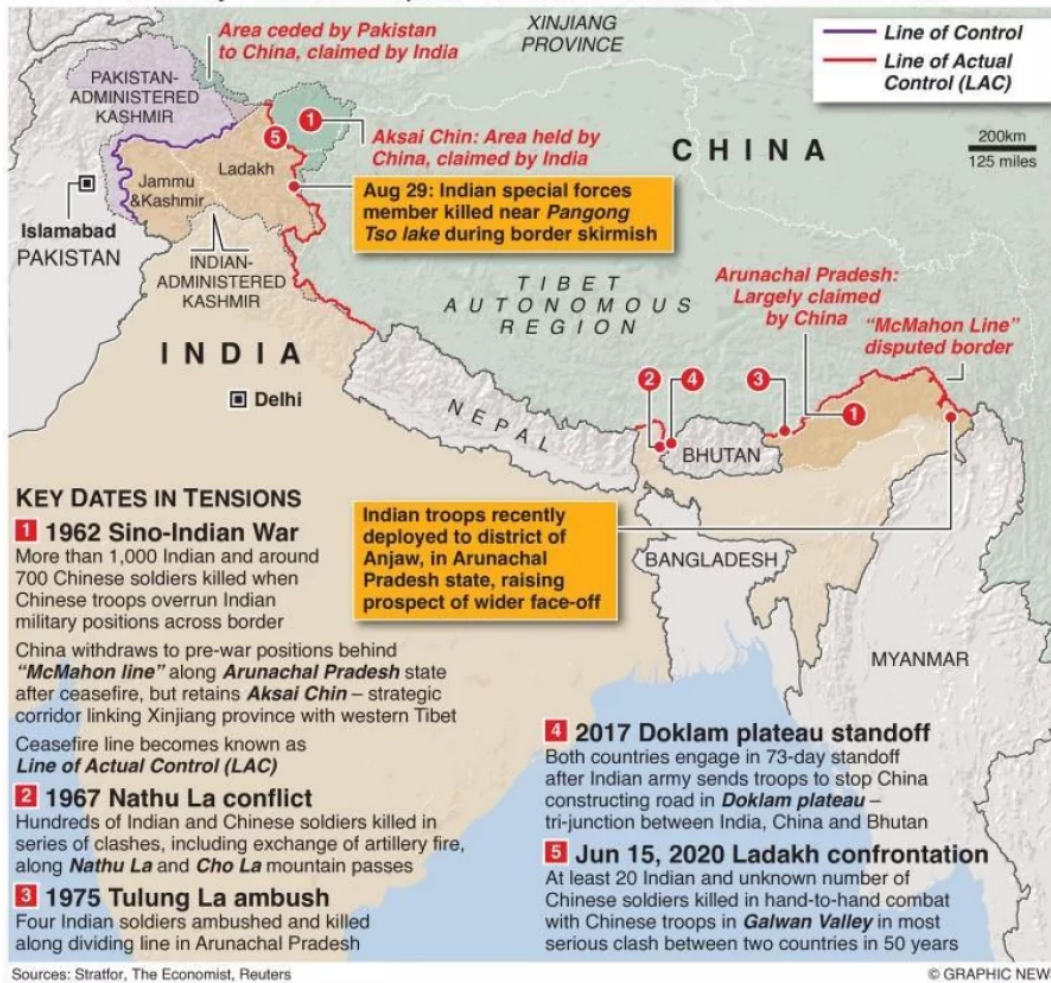 Area ceded by Pakistan
to China, claimed by India
XINJIANG
PROVINCE
Line of Control
Line of Actual
Control (LAC)
PAKISTAN-
ADMINISTERED
KASHMIR
1
5
Aksai Chin: Area held by
China, claimed by India
CHINA
200km
125 miles
Ladakh
Jammu
&Kashmir
Aug 29: Indian special forces
member killed near Pangong
Tso lake during border skirmish
Islamabad
PAKISTAN
INDIAN-
ADMINISTERED
KASHMIR
TIBET
AUTONOMOUS
REGION
Arunachal Pradesh:
Largely claimed
by China
"McMahon Line"
disputed border
INDIA
Delhi
2
4
3
1
NEPAL
BHUTAN
Indian troops recently
deployed to district of
Anjaw, in Arunachal
Pradesh state, raising
prospect of wider face-off
BANGLADESH
MYANMAR
KEY DATES IN TENSIONS
1 1962 Sino-Indian War
More than 1,000 Indian and around
700 Chinese soldiers killed when
Chinese troops overrun Indian
military positions across border
China withdraws to pre-war positions behind
"McMahon line" along Arunachal Pradesh state
after ceasefire, but retains Aksai Chin – strategic
corridor linking Xinjiang province with western Tibet
Ceasefire line becomes known as
Line of Actual Control (LAC)
2 1967 Nathu La conflict
Hundreds of Indian and Chinese soldiers killed in
series of clashes, including exchange of artillery fire,
along Nathu La and Cho La mountain passes
3 1975 Tulung La ambush
Four Indian soldiers ambushed and killed
along dividing line in Arunachal Pradesh
4 2017 Doklam plateau standoff
Both countries engage in 73-day standoff
after Indian army sends troops to stop China
constructing road in Doklam plateau –
tri-junction between India, China and Bhutan
5 Jun 15, 2020 Ladakh confrontation
At least 20 Indian and unknown number of
Chinese soldiers killed in hand-to-hand combat
with Chinese troops in Galwan Valley in most
serious clash between two countries in 50 years
Sources: Stratfor, The Economist, Reuters
© GRAPHIC NEWS